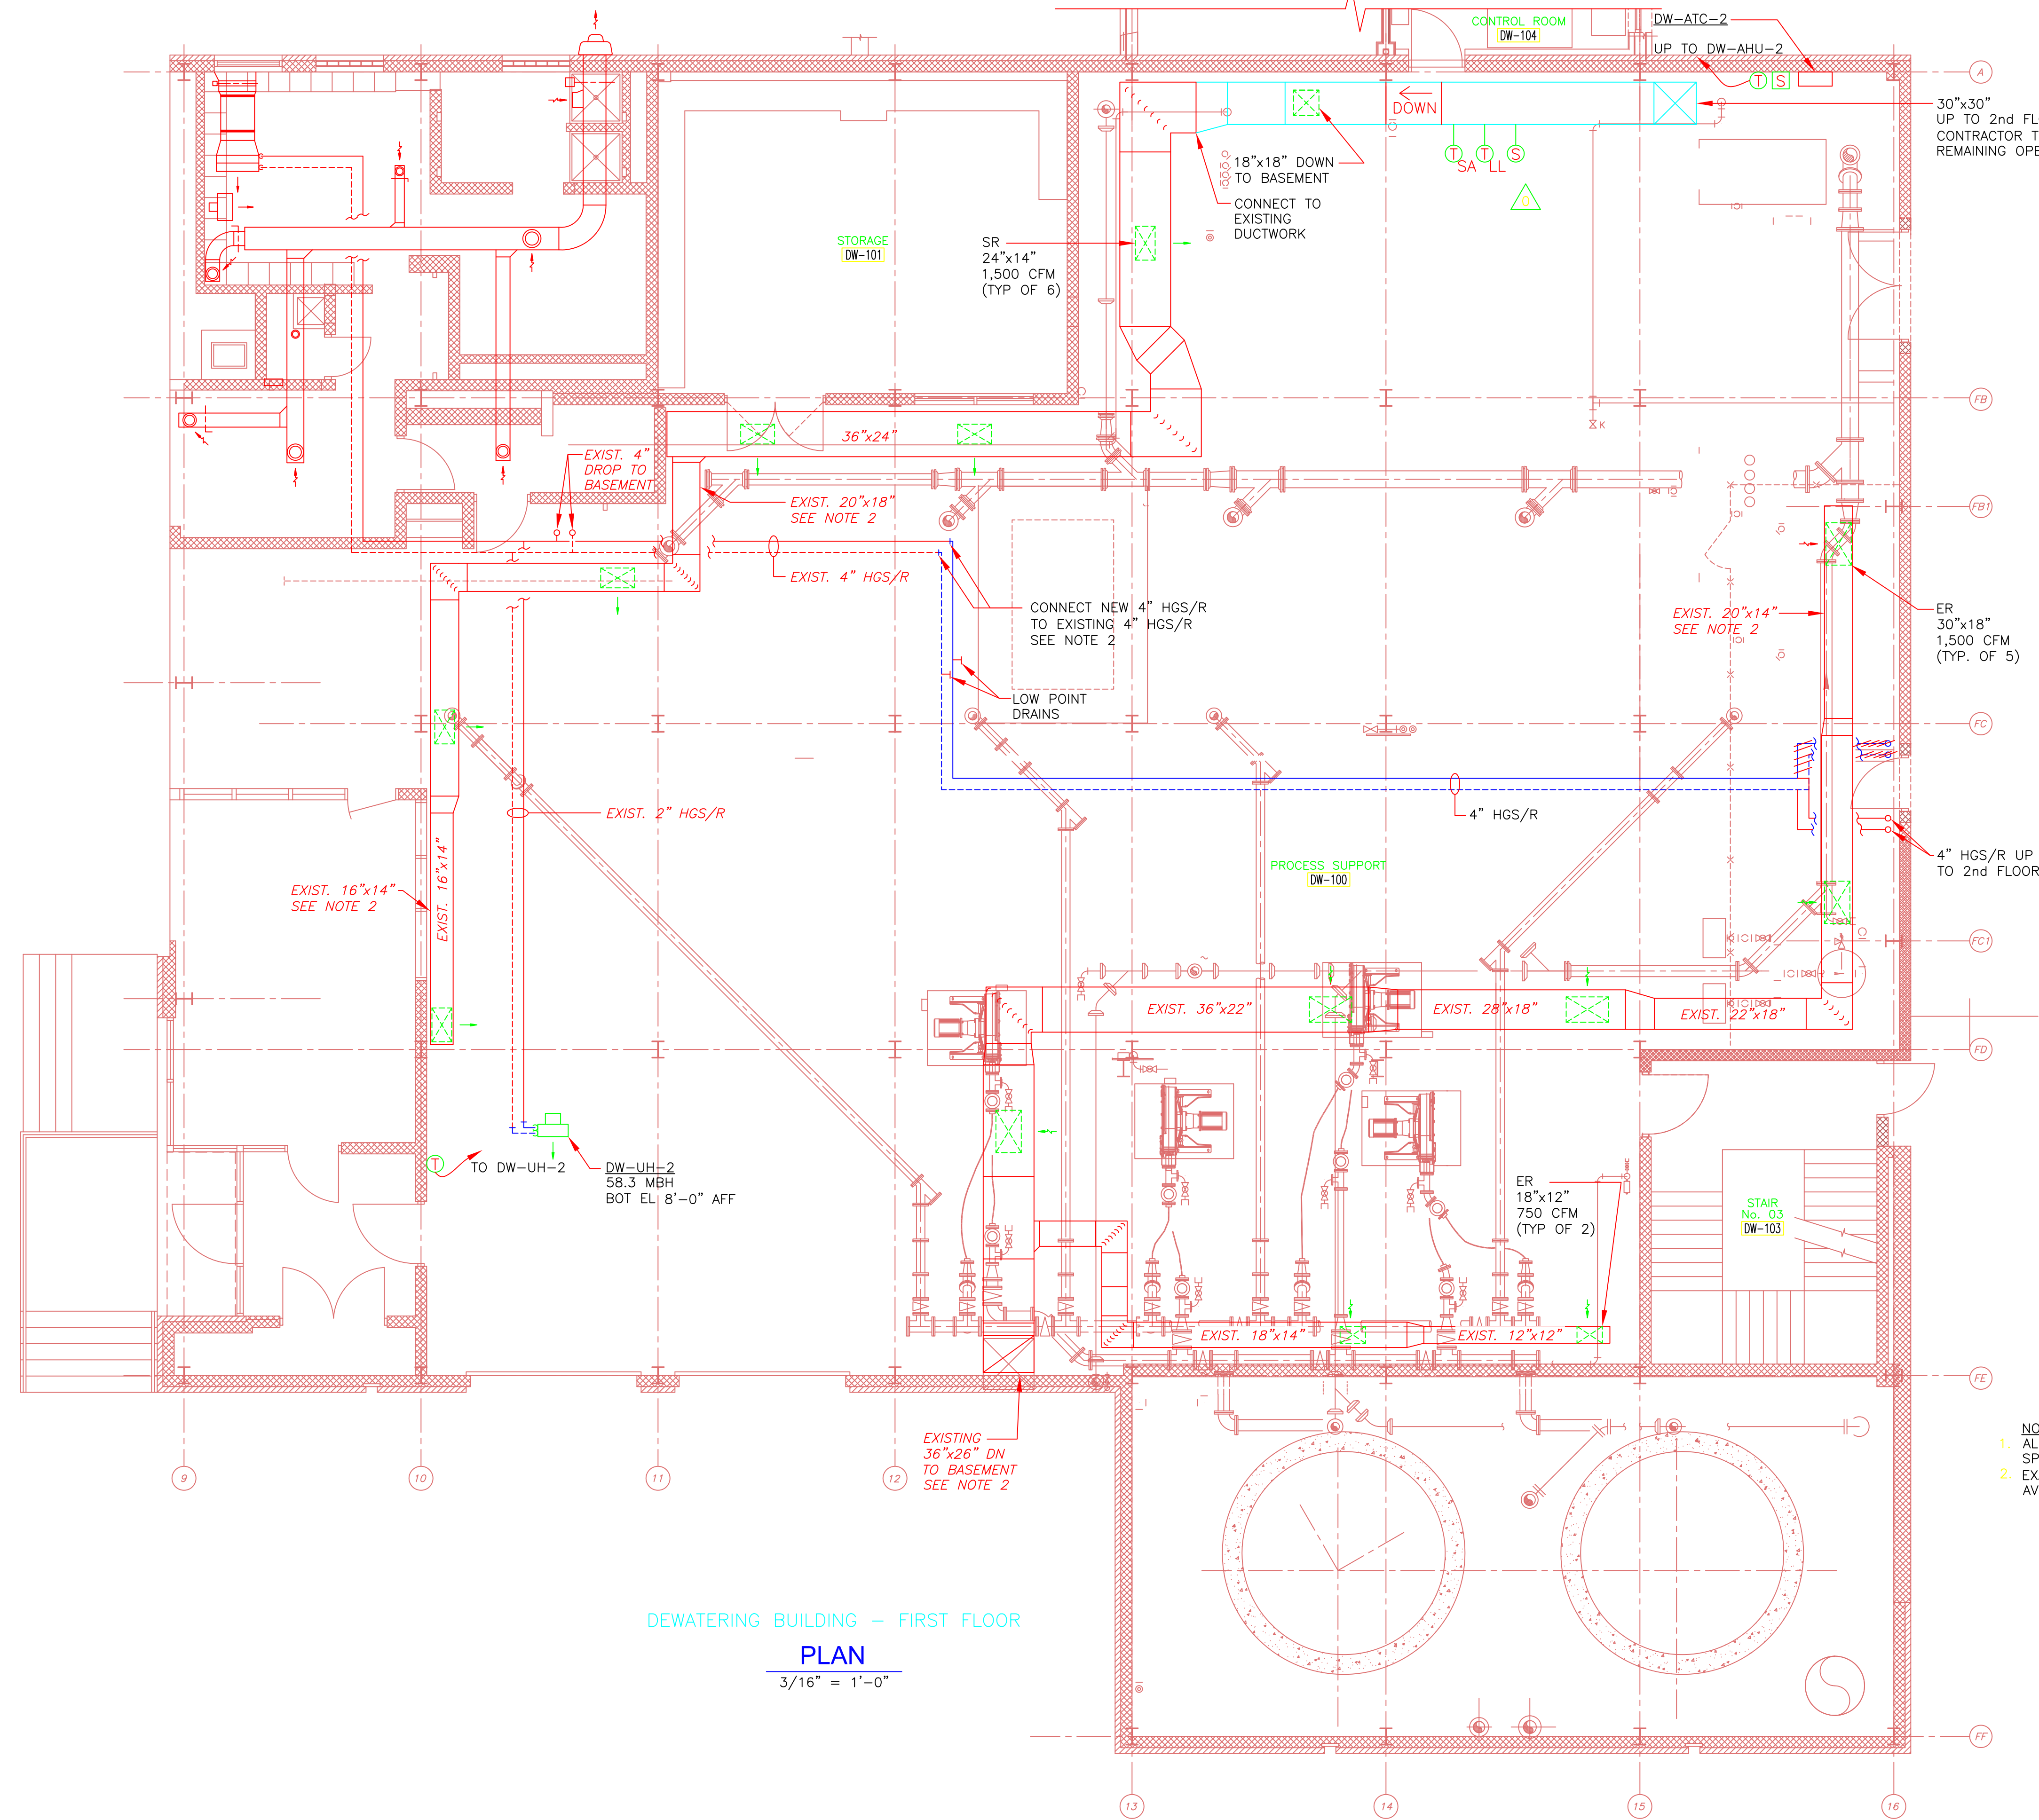 CONTROL ROOM
DW-104
DW-ATC-2
UP TO DW-AHU-2
T
S
A
30"x30"
UP TO 2nd FL
CONTRACTOR T
REMAINING OPE
DOWN
T
T
S
SA LL
18"x18" DOWN
TO BASEMENT
CONNECT TO
EXISTING
DUCTWORK
0
STORAGE
DW-101
SR
24"x14"
1,500 CFM
(TYP OF 6)
FB
K
36"x24"
EXIST. 4"
DROP TO
BASEMENT
EXIST. 20"x18"
SEE NOTE 2
FB1
EXIST. 4" HGS/R
CONNECT NEW 4" HGS/R
TO EXISTING 4" HGS/R
SEE NOTE 2
EXIST. 20"x14"
SEE NOTE 2
ER
30"x18"
1,500 CFM
(TYP. OF 5)
LOW POINT
DRAINS
FC
EXIST. 2" HGS/R
4" HGS/R
4" HGS/R UP
TO 2nd FLOOR
PROCESS SUPPORT
DW-100
EXIST. 16"x14"
SEE NOTE 2
EXIST. 16"x14"
FC1
EXIST. 36"x22"
EXIST. 28"x18"
EXIST. 22"x18"
FD
T
TO DW-UH-2
DW-UH-2
58.3 MBH
BOT EL 8'-0" AFF
ER
18"x12"
750 CFM
(TYP OF 2)
STAIR
No. 03
DW-103
EXIST. 18"x14"
EXIST. 12"x12"
FE
EXISTING
36"x26" DN
TO BASEMENT
SEE NOTE 2
NO
1. AL
SP
2. EX
AV
9
10
11
12
DEWATERING BUILDING - FIRST FLOOR
PLAN
3/16" = 1'-0"
FF
13
14
15
16